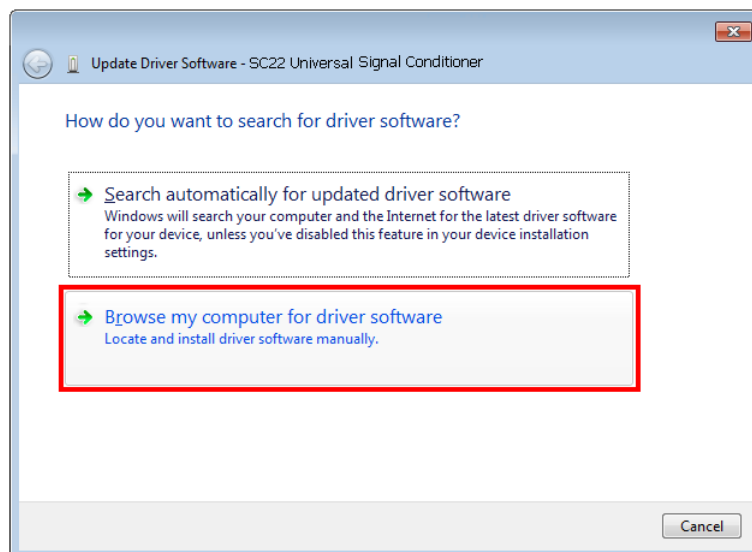 Update Driver Software - SC22 Universal Signal Conditioner
How do you want to search for driver software?
Search automatically for updated driver software
Windows will search your computer and the Internet for the latest driver software
for your device, unless you've disabled this feature in your device installation
settings.
Browse my computer for driver software
Locate and install driver software manually.
Cancel